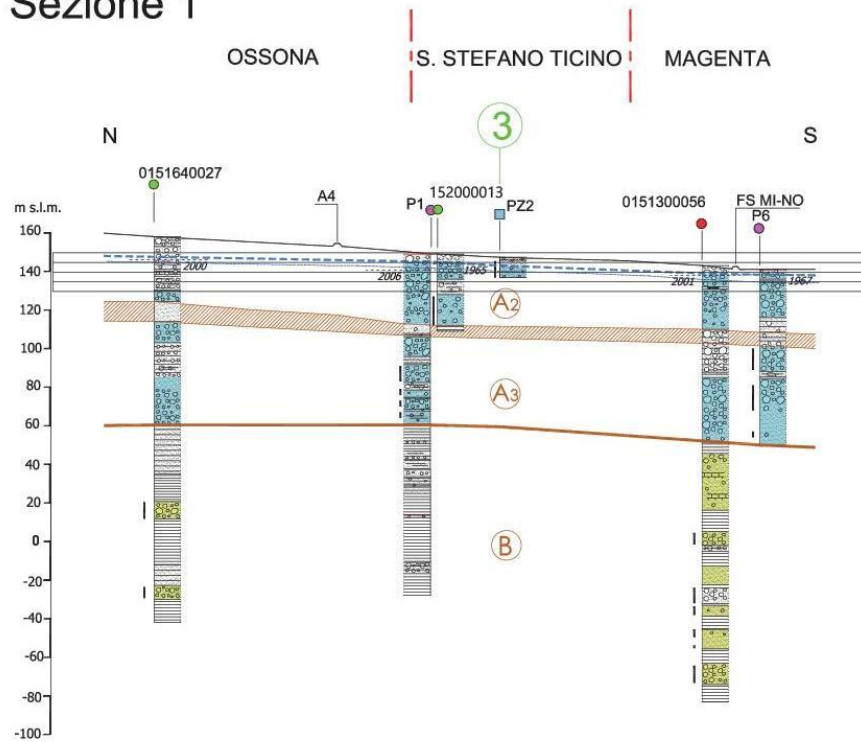 Sezione 1
OSSONA
S. STEFANO TICINO
MAGENTA
N
3
S
0151640027
A4
P1
152000013
PZ2
0151300056
FS MI-NO
P6
m s.l.m.
160
140
120
100
80
60
40
20
0
-20
-40
-60
-80
-100
2000
2006
1965
2001
1967
A2
A3
B